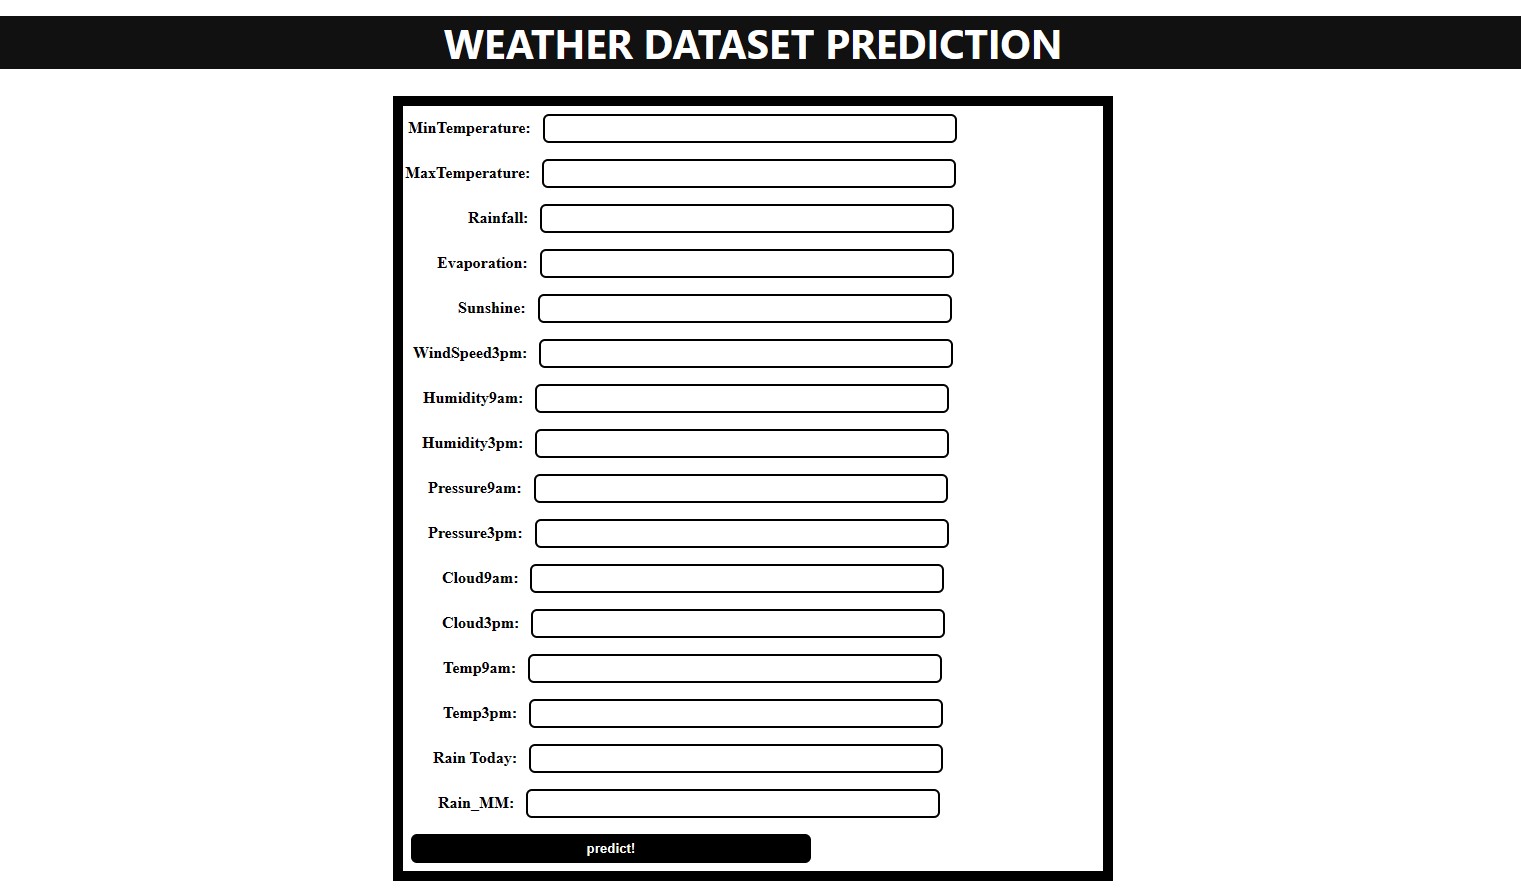 WEATHER DATASET PREDICTION
MinTemperature:
MaxTemperature:
Rainfall:
Evaporation:
Sunshine:
WindSpeed3pm:
Humidity9am:
Humidity3pm:
Pressure9am:
Pressure3pm:
Cloud9am:
Cloud3pm:
Temp9am:
Temp3pm:
Rain Today:
Rain_MM:
predict!